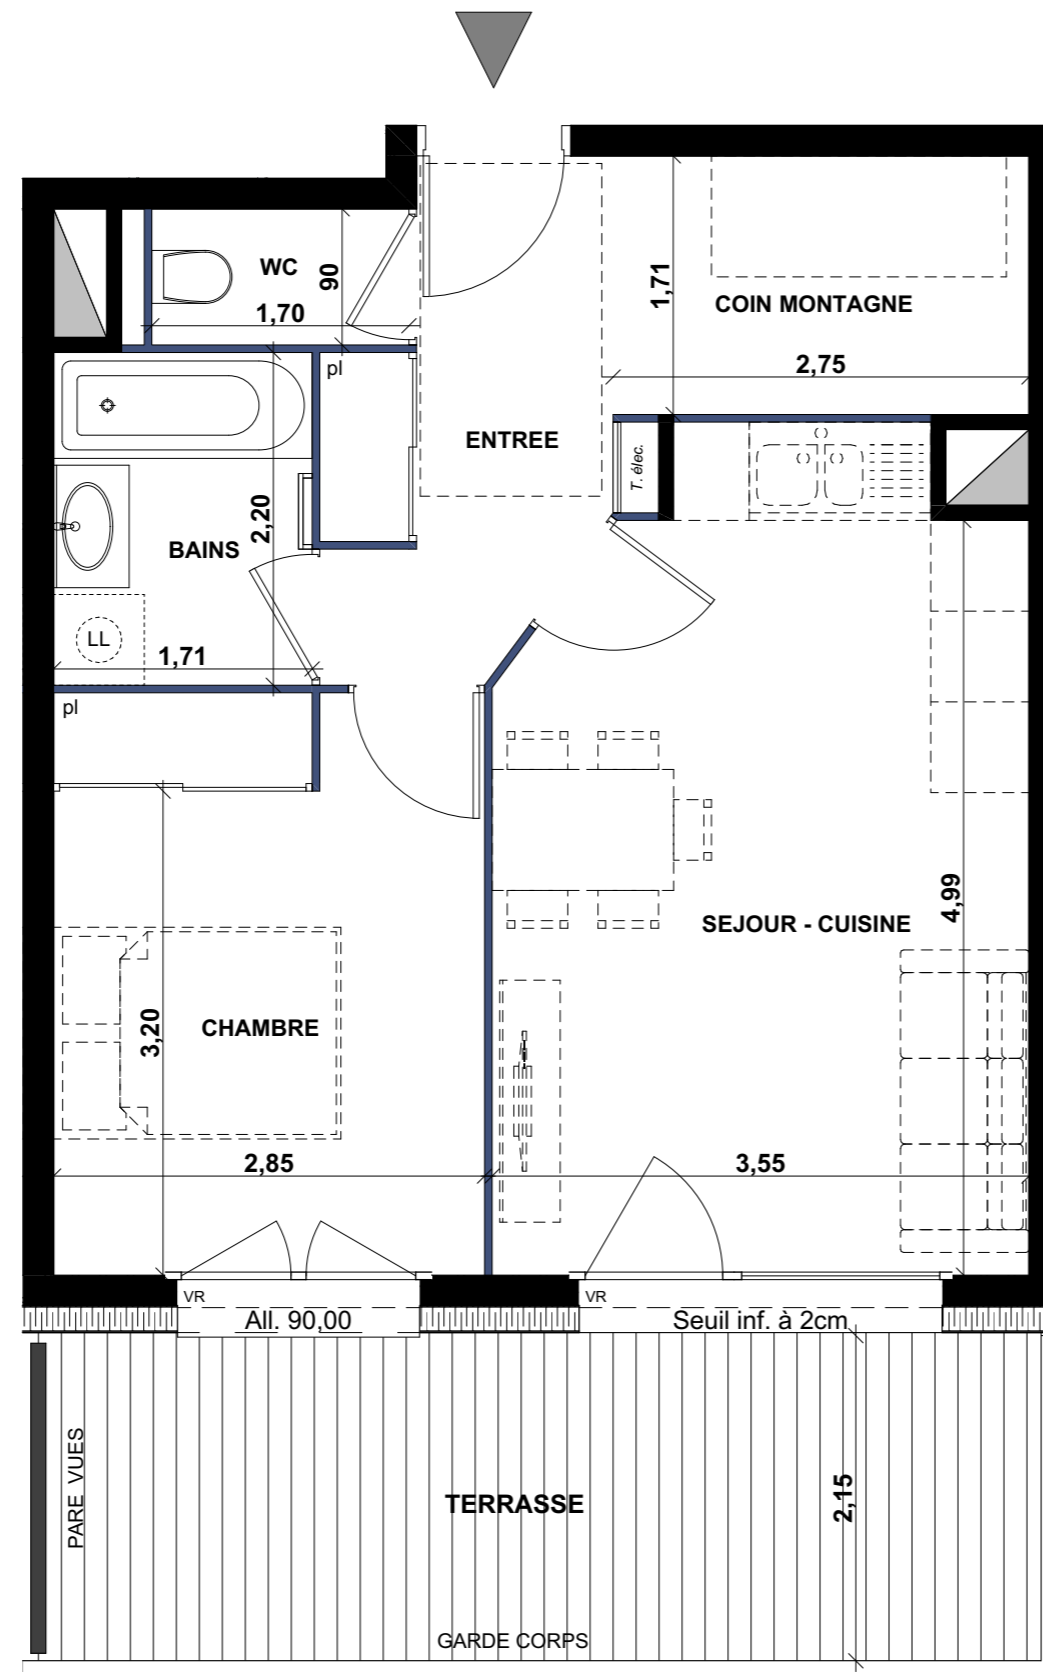 WC
90
1,70
1,71
COIN MONTAGNE
2,75
pl
ENTREE
T. élec.
2,20
BAINS
LL
1,71
pl
4,99
SEJOUR - CUISINE
3,20
CHAMBRE
2,85
3,55
VR
VR
All. 90,00
Seuil inf. à 2cm
PARE VUES
TERRASSE
2,15
GARDE CORPS